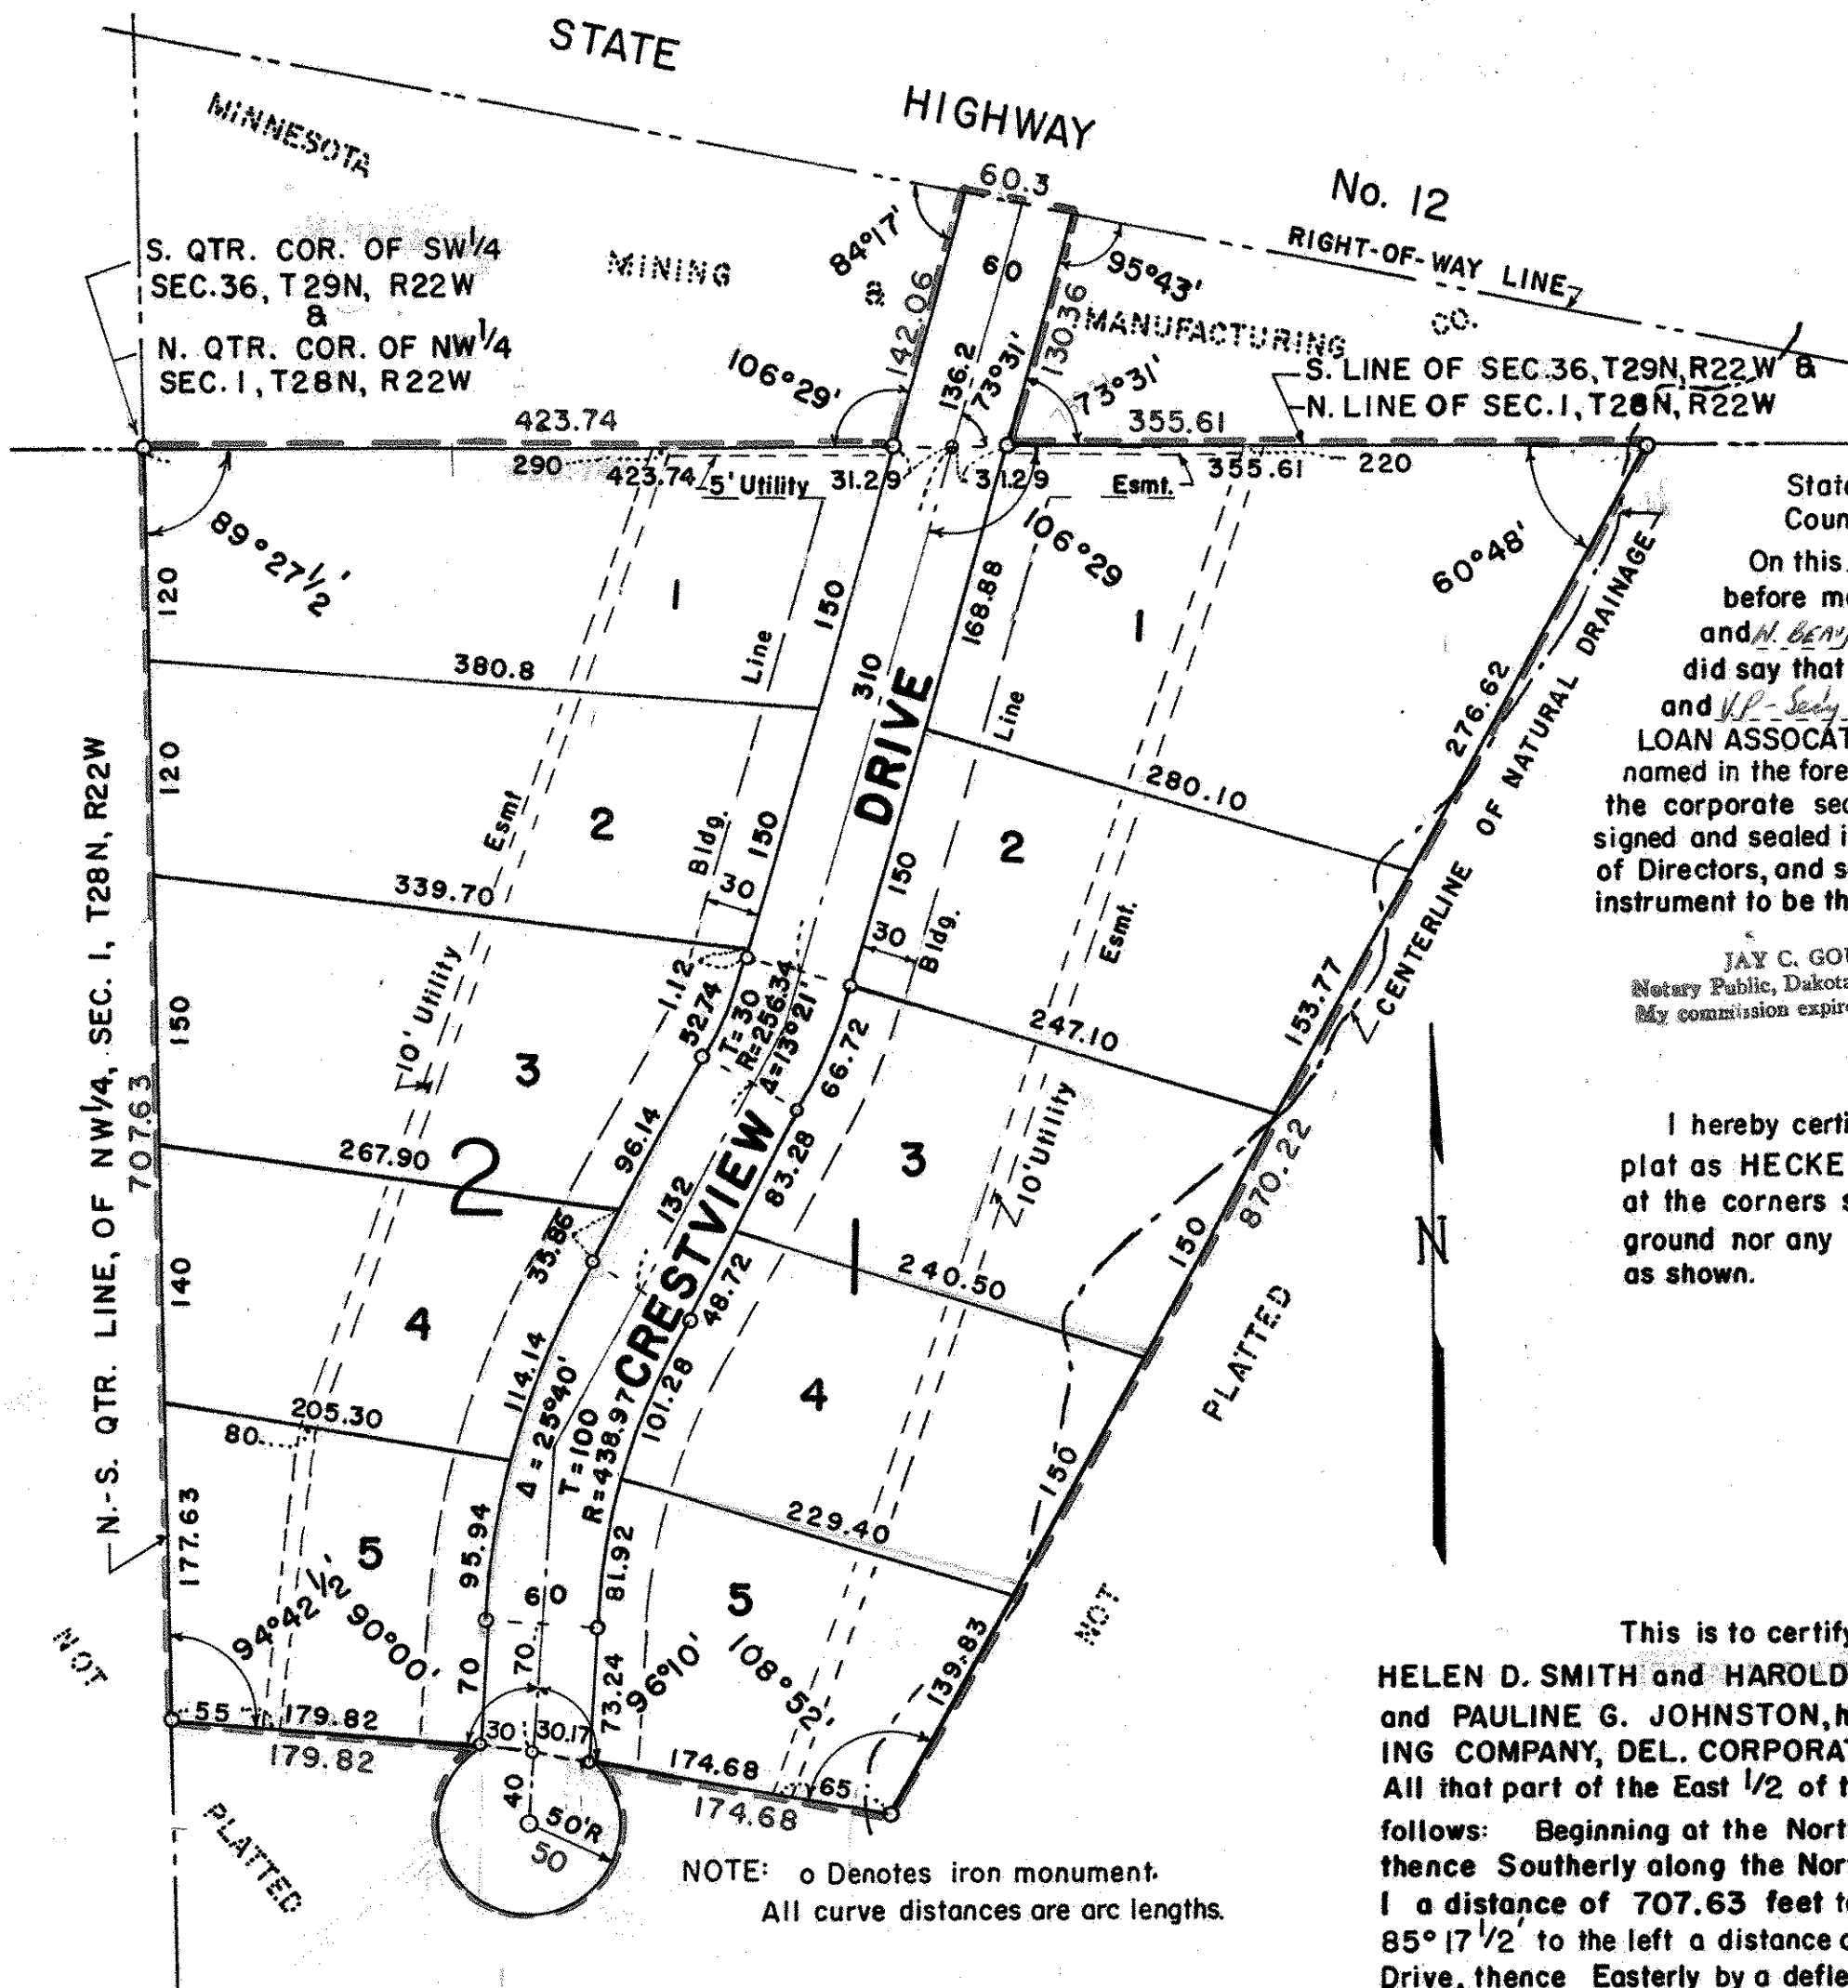 STATE
HIGHWAY
No. 12
MINNESOTA
MINING
&
MANUFACTURING
CO.
60.3
RIGHT-OF-WAY LINE
84°17'
95°43'
60
142.06
130.36
136.2
73°31'
73°31'
106°29'
S. QTR. COR. OF SW 1/4
SEC. 36, T29N, R22W
&
N. QTR. COR. OF NW 1/4
SEC. 1, T28N, R22W
S. LINE OF SEC. 36, T29N, R22W &
N. LINE OF SEC. 1, T28N, R22W
423.74
355.61
290
423.74
5' Utility
31.29
31.29
Esmt.
355.61
220
89°27 1/2'
106°29
60°48'
120
1
150
168.88
1
380.8
Line
310
Line
276.62
CENTERLINE OF NATURAL DRAINAGE
120
2
Esmt
Bldg.
150
DRIVE
280.10
2
150
339.70
30
30
Bldg.
Esmt.
153.77
N.-S. QTR. LINE, OF NW 1/4, SEC. 1, T28N, R22W
707.63
150
10' Utility
3
1.12
52.74
T=30
R=256.34
Δ=13°21'
66.72
247.10
267.90
2
96.14
132
CRESTVIEW
83.28
3
10' Utility
150
870.22
140
4
35.86
48.72
1
240.50
114.14
Δ = 25°40'
T=100
R=438.97
101.28
4
PLATTED
150
205.30
80
229.40
177.63
5
95.94
60
81.92
5
NOT
NOT
94°42 1/2'
90°00'
70
70
73.24
96°10'
108°52'
139.83
55
179.82
30
30.17
174.68
65
179.82
174.68
40
50'R
50
PLATTED
NOTE: o Denotes iron monument.
All curve distances are arc lengths.
N
State
Coun
On this
before me
and
did say that
and V.P-
LOAN ASSOCAT
named in the fore
the corporate sec
signed and sealed i
of Directors, and s
instrument to be th
JAY C. GOU
Notary Public, Dakota
My commission expire
I hereby certi
plat as HECKE
at the corners s
ground nor any
as shown.
This is to certify
HELEN D. SMITH and HAROLD
and PAULINE G. JOHNSTON, h
ING COMPANY, DEL. CORPORAT
All that part of the East 1/2 of t
follows: Beginning at the Nort
thence Southerly along the Nor
1 a distance of 707.63 feet t
85°17 1/2' to the left a distance o
Drive, thence Easterly by a defle